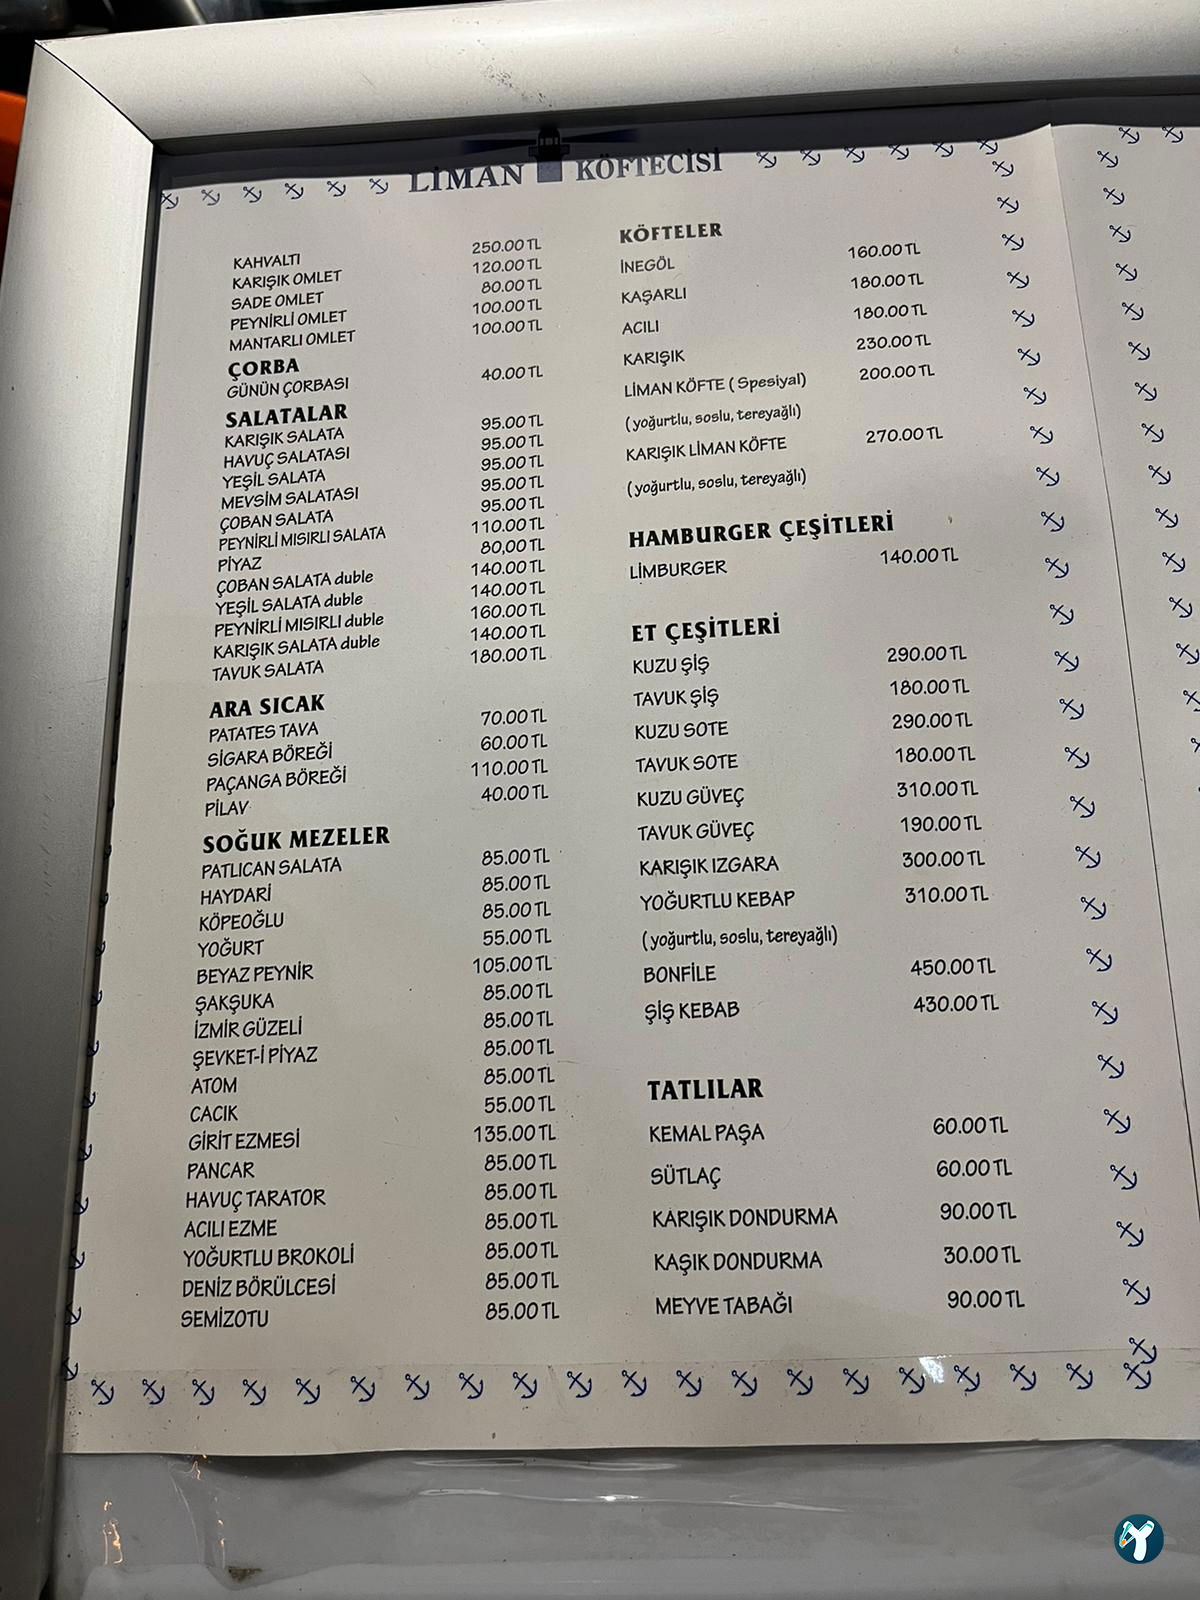 LİMAN KÖFTECİSİ
KAHVALTI 250.00 TL
KARIŞIK OMLET 120.00 TL
SADE OMLET 80.00 TL
PEYNİRLİ OMLET 100.00 TL
MANTARLI OMLET 100.00 TL
ÇORBA
GÜNÜN ÇORBASI 40.00 TL
SALATALAR
KARIŞIK SALATA 95.00 TL
HAVUÇ SALATASI 95.00 TL
YEŞİL SALATA 95.00 TL
MEVSİM SALATASI 95.00 TL
ÇOBAN SALATA 95.00 TL
PEYNİRLİ MISIRLI SALATA 110.00 TL
PİYAZ 80,00 TL
ÇOBAN SALATA duble 140.00 TL
YEŞİL SALATA duble 140.00 TL
PEYNİRLİ MISIRLI duble 160.00 TL
KARIŞIK SALATA duble 140.00 TL
TAVUK SALATA 180.00 TL
ARA SICAK
PATATES TAVA 70.00 TL
SİGARA BÖREĞİ 60.00 TL
PAÇANGA BÖREĞİ 110.00 TL
PİLAV 40.00 TL
SOĞUK MEZELER
PATLICAN SALATA 85.00 TL
HAYDARİ 85.00 TL
KÖPEOĞLU 85.00 TL
YOĞURT 55.00 TL
BEYAZ PEYNİR 105.00 TL
ŞAKŞUKA 85.00 TL
İZMİR GÜZELİ 85.00 TL
ŞEVKET-İ PİYAZ 85.00 TL
ATOM 85.00 TL
CACIK 55.00 TL
GİRİT EZMESİ 135.00 TL
PANCAR 85.00 TL
HAVUÇ TARATOR 85.00 TL
ACILI EZME 85.00 TL
YOĞURTLU BROKOLİ 85.00 TL
DENİZ BÖRÜLCESİ 85.00 TL
SEMİZOTU 85.00 TL
KÖFTELER
İNEGÖL 160.00 TL
KAŞARLI 180.00 TL
ACILI 180.00 TL
KARIŞIK 230.00 TL
LİMAN KÖFTE ( Spesiyal) 200.00 TL
(yoğurtlu, soslu, tereyağlı)
KARIŞIK LİMAN KÖFTE 270.00 TL
(yoğurtlu, soslu, tereyağlı)
HAMBURGER ÇEŞİTLERİ
LİMBURGER 140.00 TL
ET ÇEŞİTLERİ
KUZU ŞİŞ 290.00 TL
TAVUK ŞİŞ 180.00 TL
KUZU SOTE 290.00 TL
TAVUK SOTE 180.00 TL
KUZU GÜVEÇ 310.00 TL
TAVUK GÜVEÇ 190.00 TL
KARIŞIK IZGARA 300.00 TL
YOĞURTLU KEBAP 310.00 TL
(yoğurtlu, soslu, tereyağlı)
BONFİLE 450.00 TL
ŞİŞ KEBAB 430.00 TL
TATLILAR
KEMAL PAŞA 60.00 TL
SÜTLAÇ 60.00 TL
KARIŞIK DONDURMA 90.00 TL
KAŞIK DONDURMA 30.00 TL
MEYVE TABAĞI 90.00 TL